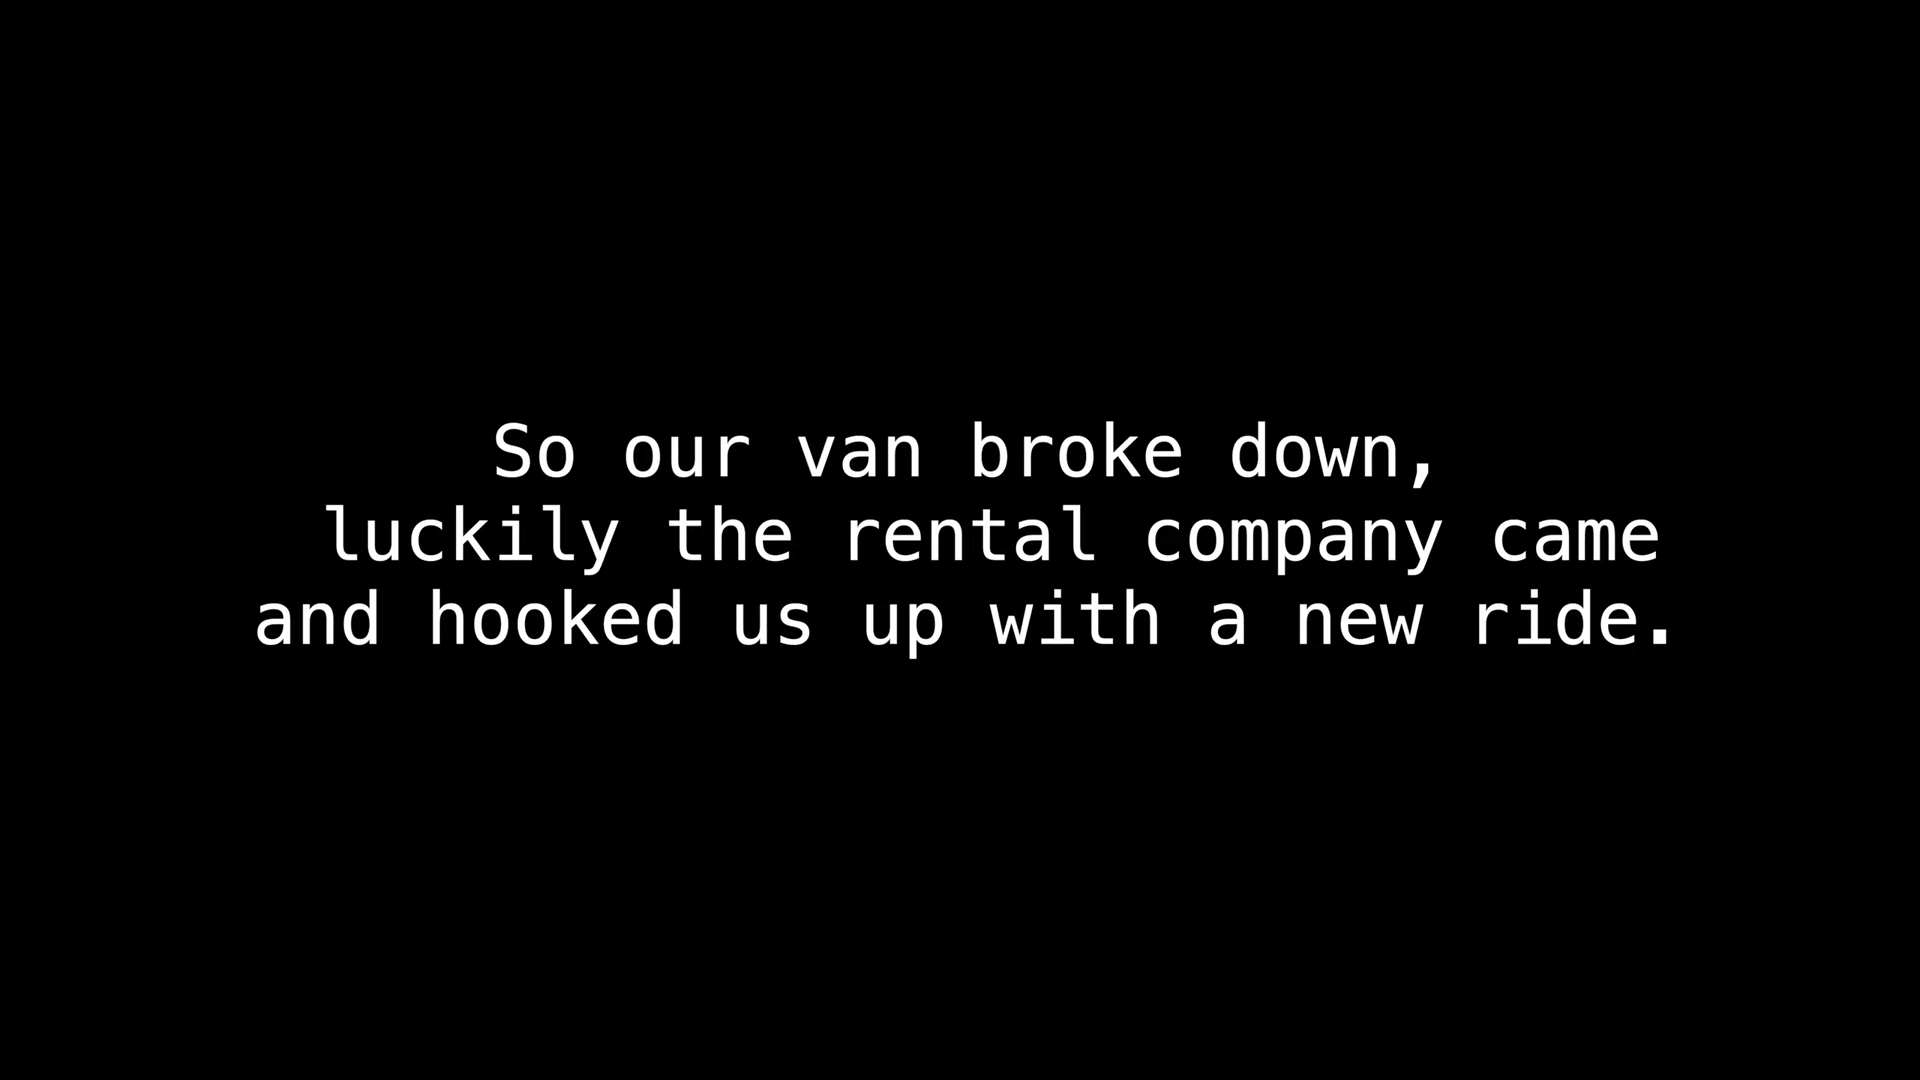 So our van broke down,
luckily the rental company came
and hooked us up with a new ride.